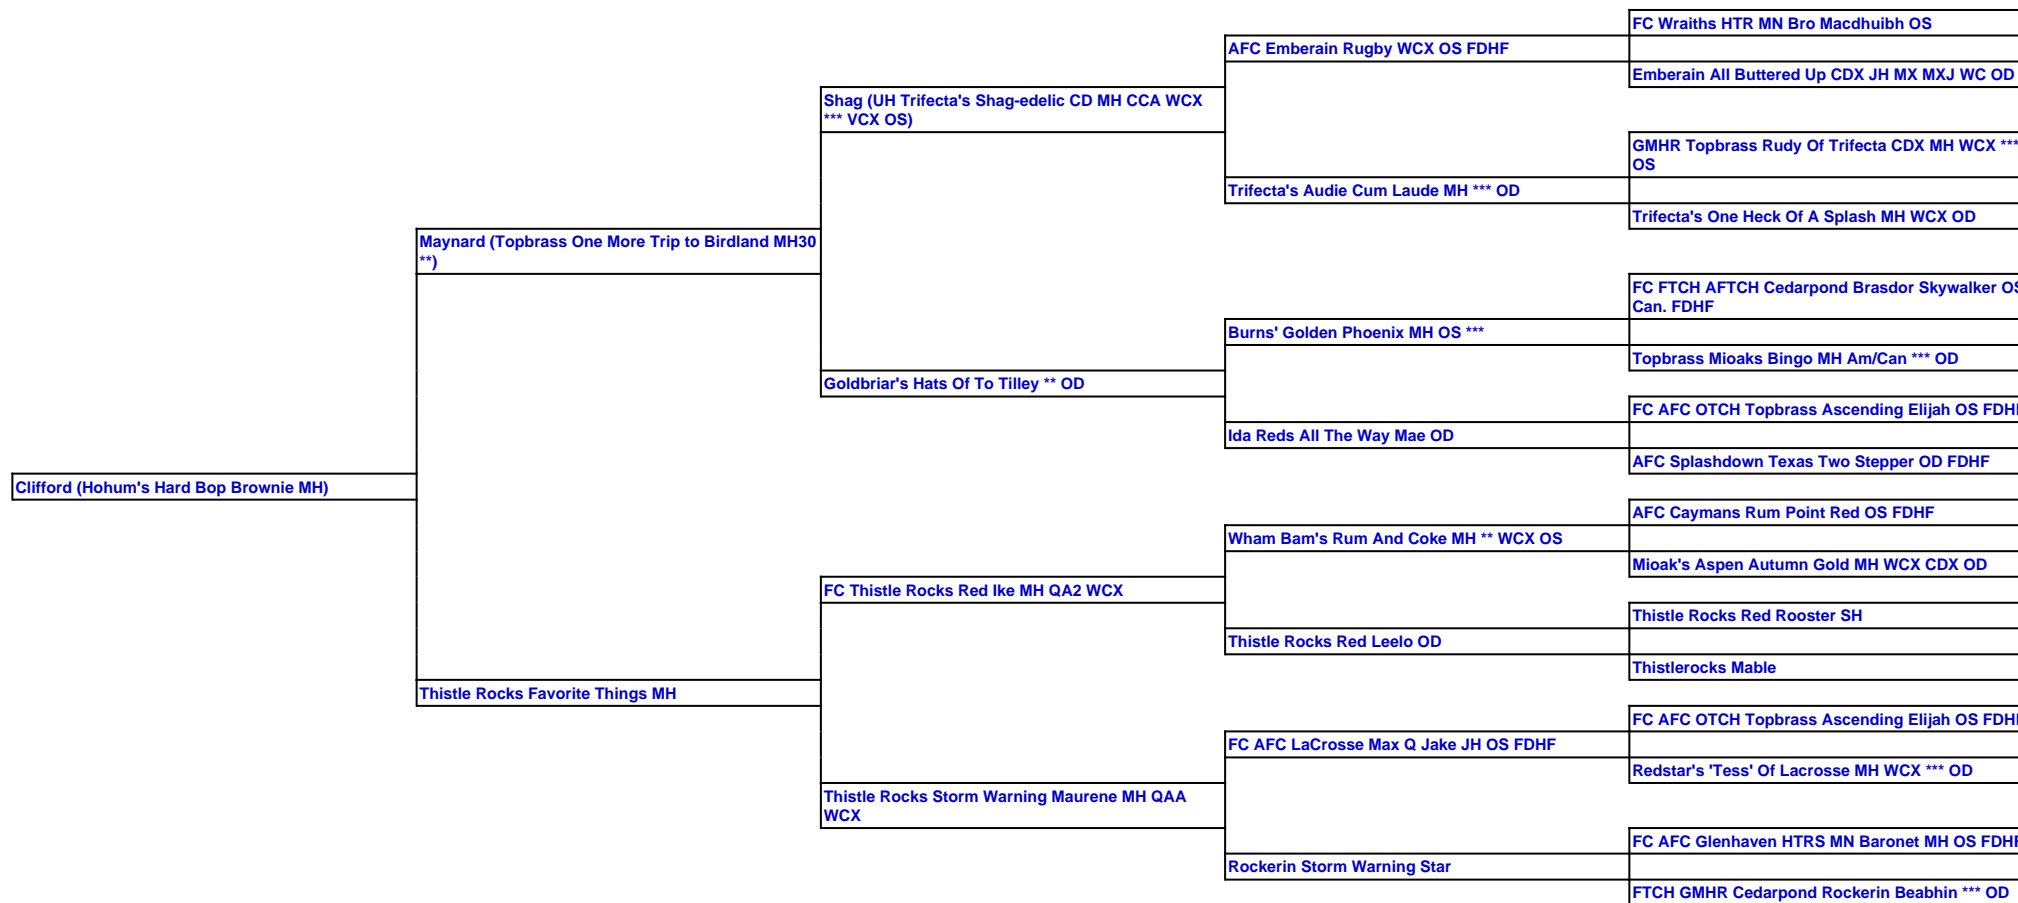 FC Wraiths HTR MN Bro Macdhuibh OS
AFC Emberain Rugby WCX OS FDHF
Emberain All Buttered Up CDX JH MX MXJ WC OD
Shag (UH Trifecta's Shag-edelic CD MH CCA WCX
*** VCX OS)
GMHR Topbrass Rudy Of Trifecta CDX MH WCX ***
OS
Trifecta's Audie Cum Laude MH *** OD
Trifecta's One Heck Of A Splash MH WCX OD
Maynard (Topbrass One More Trip to Birdland MH30
**)
FC FTCH AFTCH Cedarpond Brasdor Skywalker OS
Can. FDHF
Burns' Golden Phoenix MH OS ***
Topbrass Mioaks Bingo MH Am/Can *** OD
Goldbriar's Hats Of To Tilley ** OD
FC AFC OTCH Topbrass Ascending Elijah OS FDHF
Ida Reds All The Way Mae OD
AFC Splashdown Texas Two Stepper OD FDHF
Clifford (Hohum's Hard Bop Brownie MH)
AFC Caymans Rum Point Red OS FDHF
Wham Bam's Rum And Coke MH ** WCX OS
Mioak's Aspen Autumn Gold MH WCX CDX OD
FC Thistle Rocks Red Ike MH QA2 WCX
Thistle Rocks Red Rooster SH
Thistle Rocks Red Leelo OD
Thistlerocks Mable
Thistle Rocks Favorite Things MH
FC AFC OTCH Topbrass Ascending Elijah OS FDHF
FC AFC LaCrosse Max Q Jake JH OS FDHF
Redstar's 'Tess' Of Lacrosse MH WCX *** OD
Thistle Rocks Storm Warning Maurene MH QAA
WCX
FC AFC Glenhaven HTRS MN Baronet MH OS FDHF
Rockerin Storm Warning Star
FTCH GMHR Cedarpond Rockerin Beabhin *** OD